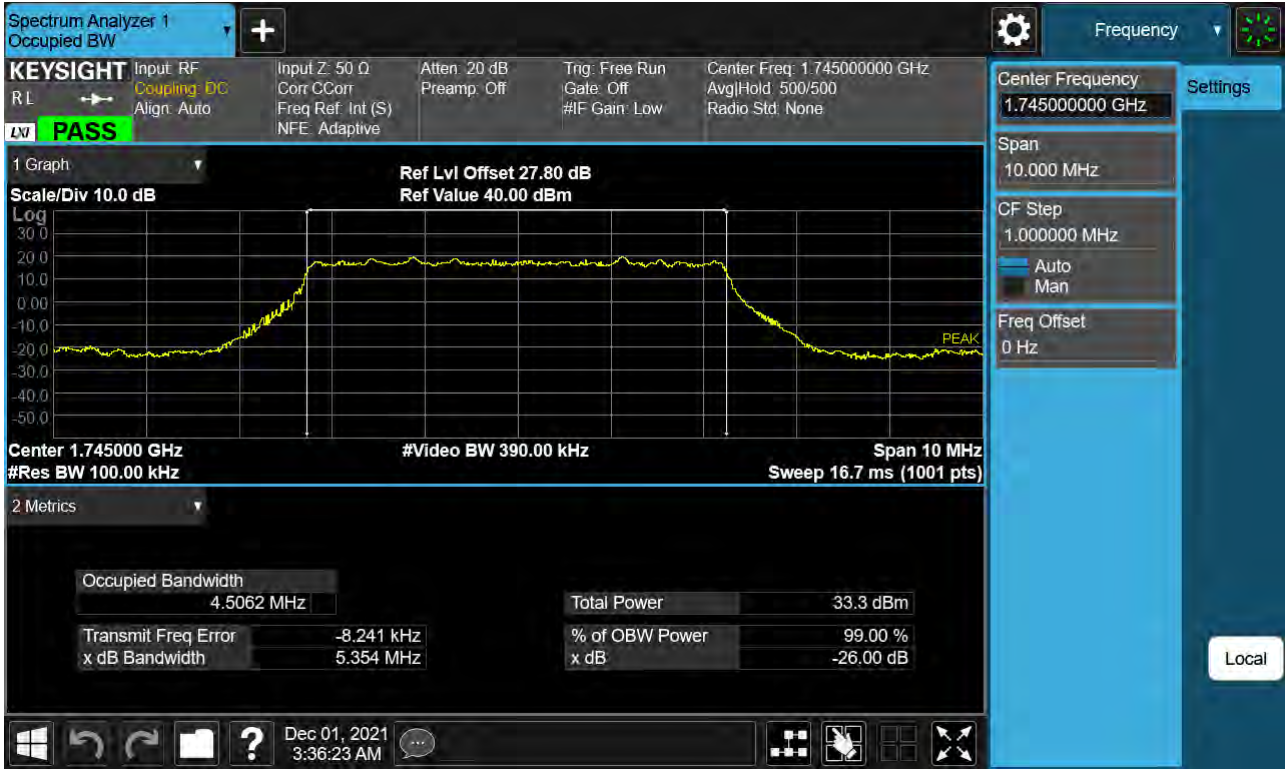 Spectrum Analyzer 1
Occupied BW
+
Frequency
KEYSIGHT
RL
LXI PASS
Input: RF
Coupling: DC
Align: Auto
Input Z: 50 Ω
Corr CCorr
Freq Ref: Int (S)
NFE: Adaptive
Atten: 20 dB
Preamp: Off
Trig: Free Run
Gate: Off
#IF Gain: Low
Center Freq: 1.745000000 GHz
Avg|Hold: 500/500
Radio Std: None
Center Frequency
1.745000000 GHz
Settings
Span
10.000 MHz
CF Step
1.000000 MHz
Auto
Man
Freq Offset
0 Hz
Local
1 Graph
Scale/Div 10.0 dB
Ref Lvl Offset 27.80 dB
Ref Value 40.00 dBm
Log
30.0
20.0
10.0
0.00
-10.0
-20.0
-30.0
-40.0
-50.0
PEAK
Center 1.745000 GHz
#Video BW 390.00 kHz
Span 10 MHz
#Res BW 100.00 kHz
Sweep 16.7 ms (1001 pts)
2 Metrics
Occupied Bandwidth
4.5062 MHz
Total Power 33.3 dBm
Transmit Freq Error -8.241 kHz
% of OBW Power 99.00 %
x dB Bandwidth 5.354 MHz
x dB -26.00 dB
?
Dec 01, 2021
3:36:23 AM